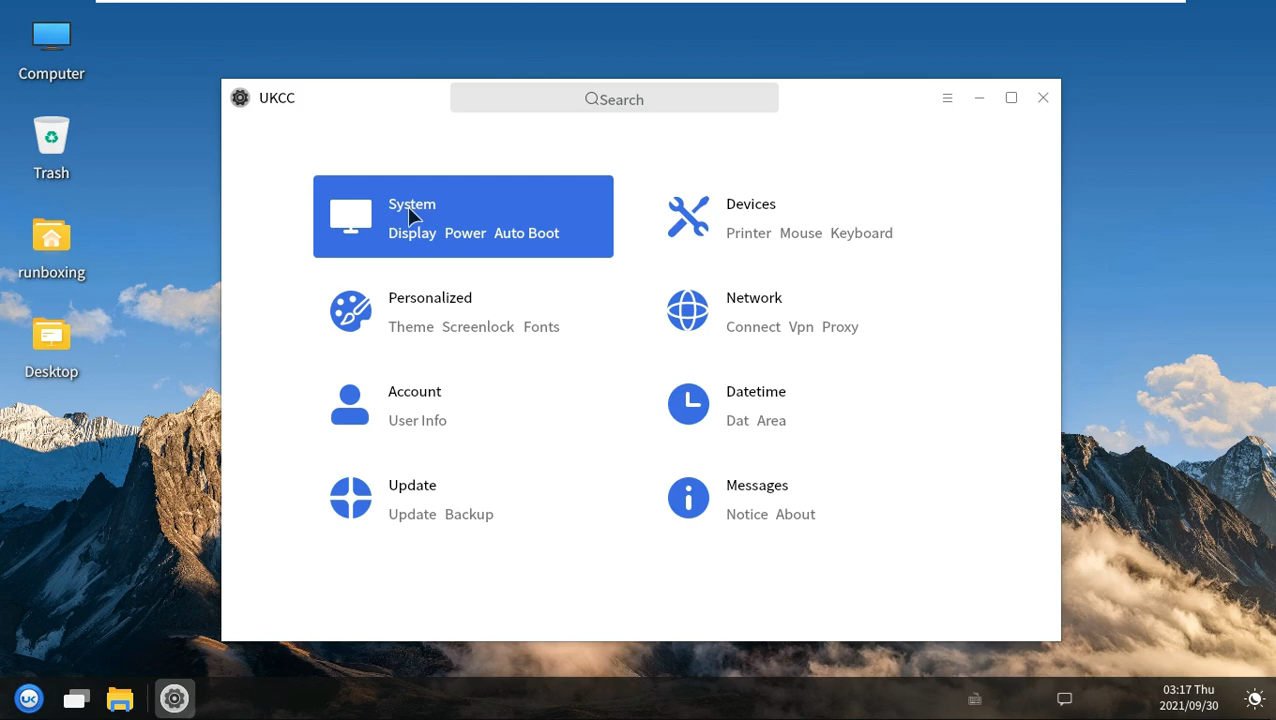 Computer
Trash
runboxing
Desktop
UKCC
Search
System
Display Power Auto Boot
Devices
Printer Mouse Keyboard
Personalized
Theme Screenlock Fonts
Network
Connect Vpn Proxy
Account
User Info
Datetime
Dat Area
Update
Update Backup
Messages
Notice About
UK
03:17 Thu
2021/09/30